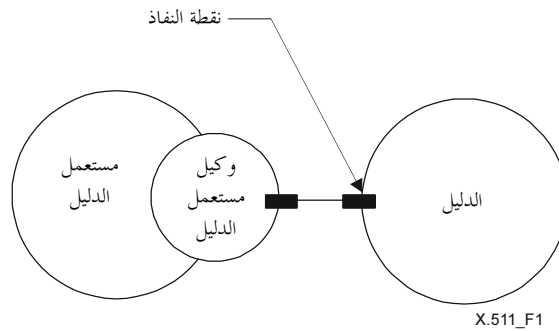 نقطة النفاذ
مستعمل
الدليل
وكيل
مستعمل
الدليل
الدليل
X.511_F1